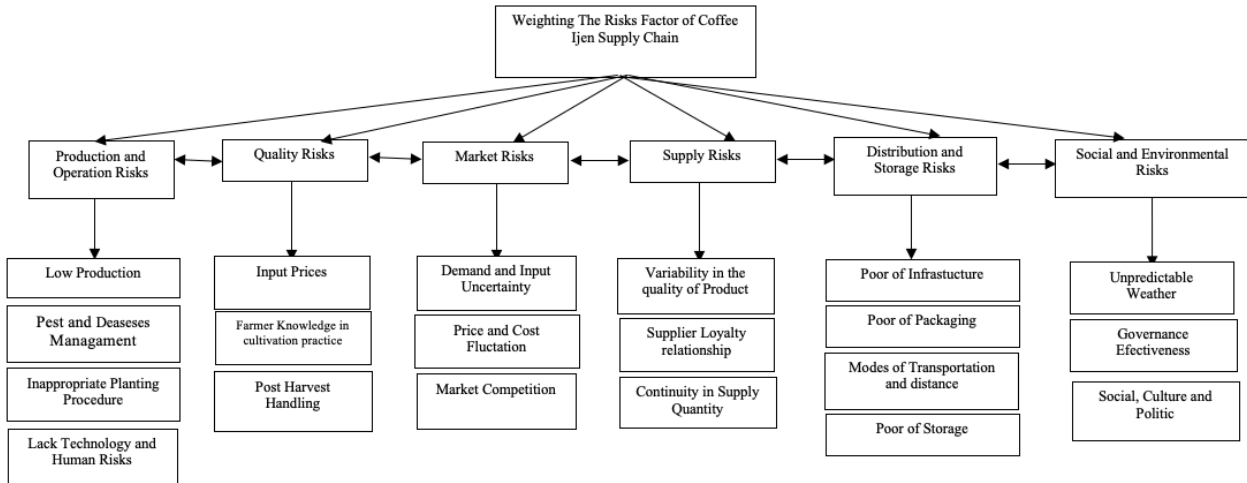 Weighting The Risks Factor of Coffee
Ijen Supply Chain
Production and
Operation Risks
Quality Risks
Market Risks
Supply Risks
Distribution and
Storage Risks
Social and Environmental
Risks
Low Production
Pest and Deaseses
Managament
Inappropriate Planting
Procedure
Lack Technology and
Human Risks
Input Prices
Farmer Knowledge in
cultivation practice
Post Harvest
Handling
Demand and Input
Uncertainty
Price and Cost
Fluctation
Market Competition
Variability in the
quality of Product
Supplier Loyalty
relationship
Continuity in Supply
Quantity
Poor of Infrastucture
Poor of Packaging
Modes of Transportation
and distance
Poor of Storage
Unpredictable
Weather
Governance
Efectiveness
Social, Culture and
Politic